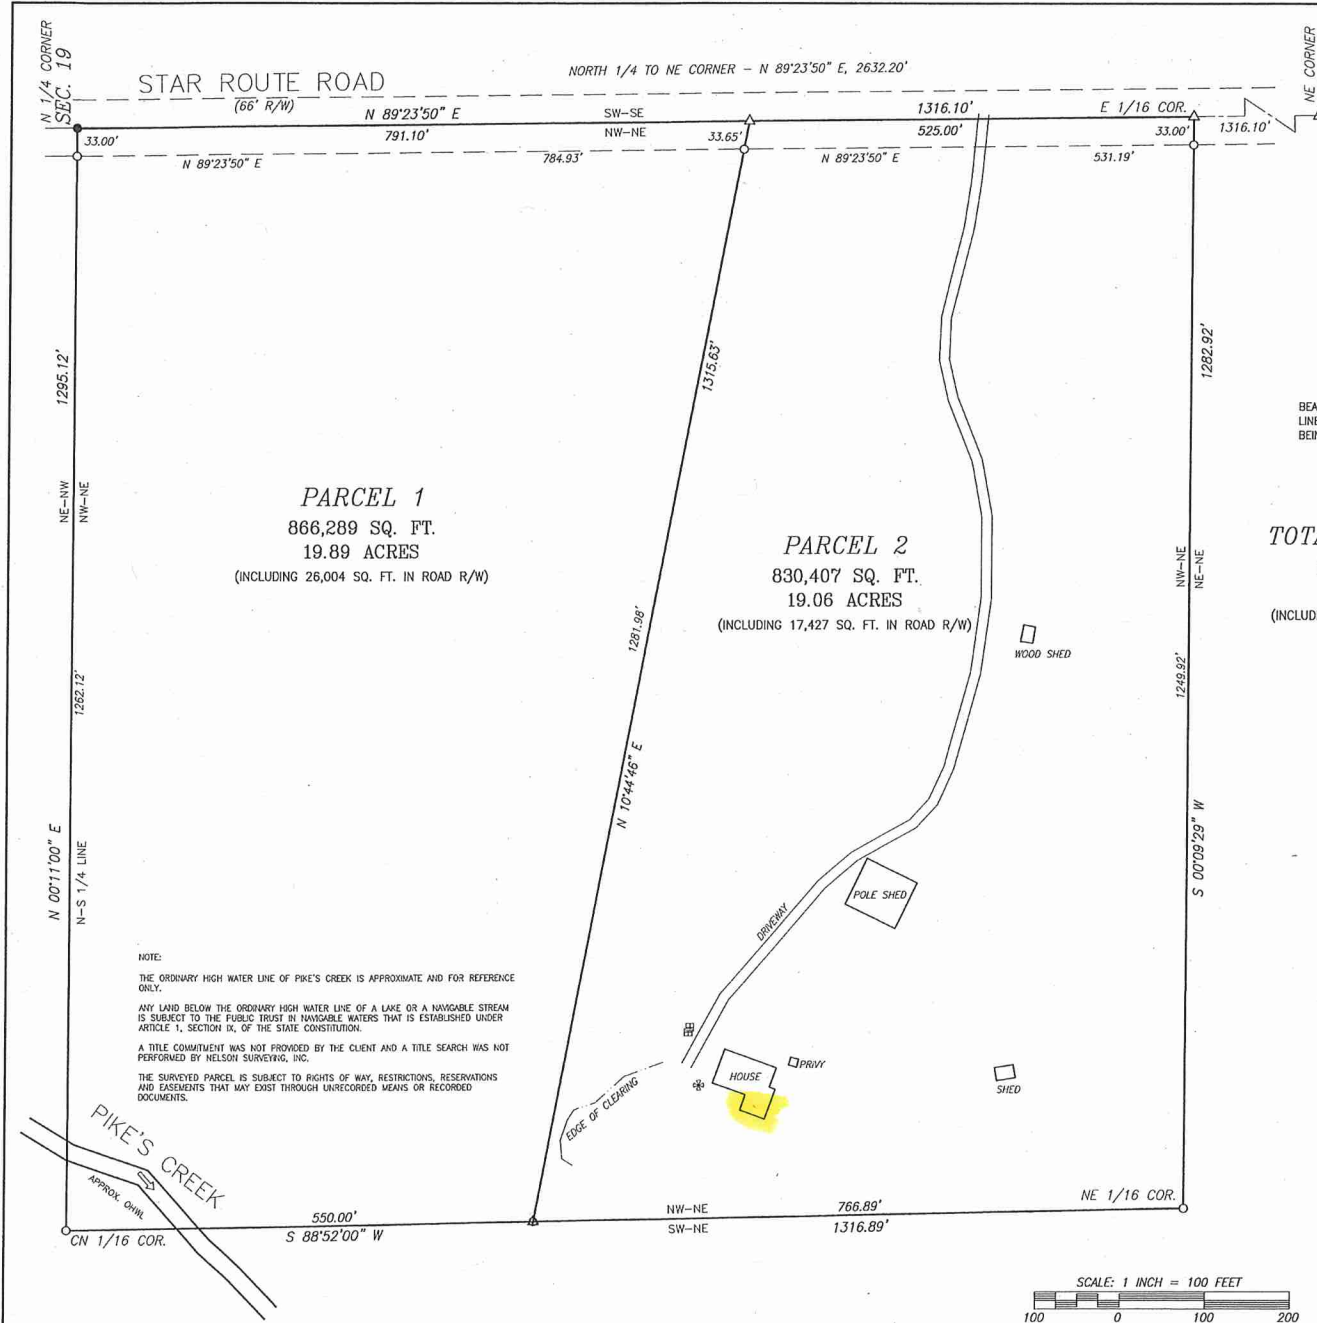 N 1/4 CORNER
SEC. 19
STAR ROUTE ROAD
(66' R/W)
NORTH 1/4 TO NE CORNER - N 89°23'50" E, 2632.20'
NE CORNER
N 89°23'50" E
SW-SE
1316.10'
E 1/16 COR.
33.00'
791.10'
NW-NE
33.65'
525.00'
33.00'
1316.10'
N 89°23'50" E
784.93'
N 89°23'50" E
531.19'
1295.12'
1315.63'
1282.92'
BEA
LINE
BEIN
NE-NW
NW-NE
PARCEL 1
866,289 SQ. FT.
19.89 ACRES
(INCLUDING 26,004 SQ. FT. IN ROAD R/W)
PARCEL 2
830,407 SQ. FT.
19.06 ACRES
(INCLUDING 17,427 SQ. FT. IN ROAD R/W)
NW-NE
NE-NE
TOTA
(INCLUD
1281.98'
WOOD SHED
1262.12'
1249.92'
N 10°44'46" E
N 00°11'00" E
N-S 1/4 LINE
S 00°09'29" W
POLE SHED
DRIVEWAY
NOTE:
THE ORDINARY HIGH WATER LINE OF PIKE'S CREEK IS APPROXIMATE AND FOR REFERENCE
ONLY.
ANY LAND BELOW THE ORDINARY HIGH WATER LINE OF A LAKE OR A NAVIGABLE STREAM
IS SUBJECT TO THE PUBLIC TRUST IN NAVIGABLE WATERS THAT IS ESTABLISHED UNDER
ARTICLE 1, SECTION IX, OF THE STATE CONSTITUTION.
A TITLE COMMITMENT WAS NOT PROVIDED BY THE CLIENT AND A TITLE SEARCH WAS NOT
PERFORMED BY NELSON SURVEYING, INC.
THE SURVEYED PARCEL IS SUBJECT TO RIGHTS OF WAY, RESTRICTIONS, RESERVATIONS
AND EASEMENTS THAT MAY EXIST THROUGH UNRECORDED MEANS OR RECORDED
DOCUMENTS.
HOUSE
PRIVY
SHED
EDGE OF CLEARING
PIKE'S CREEK
APPROX. OHWL
CN 1/16 COR.
550.00'
S 88°52'00" W
NW-NE
SW-NE
766.89'
1316.89'
NE 1/16 COR.
SCALE: 1 INCH = 100 FEET
100 0 100 200